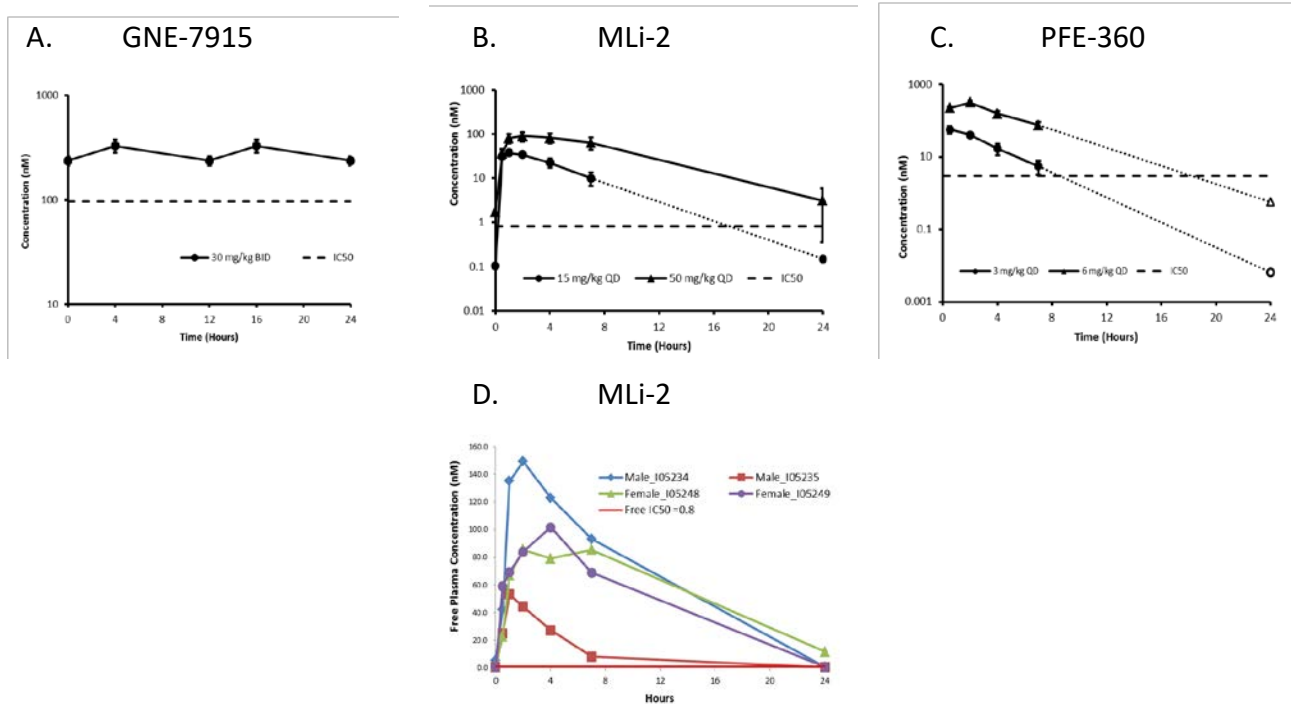 A. GNE-7915
1000
100
10
Concentration (nM)
30 mg/kg BID IC50
0 4 8 12 16 20 24
Time (Hours)
B. MLi-2
1000
100
10
1
0.1
0.01
Concentration (nM)
15 mg/kg QD 50 mg/kg QD IC50
0 4 8 12 16 20 24
Time (Hours)
C. PFE-360
1000
10
0.1
0.001
Concentration (nM)
3 mg/kg QD 6 mg/kg QD IC50
0 4 8 12 16 20 24
Time (Hours)
D. MLi-2
160.0
140.0
120.0
100.0
80.0
60.0
40.0
20.0
0.0
Free Plasma Concentration (nM)
Male_I05234 Male_I05235
Female_I05248 Female_I05249
Free IC50 =0.8
0 4 8 12 16 20 24
Hours